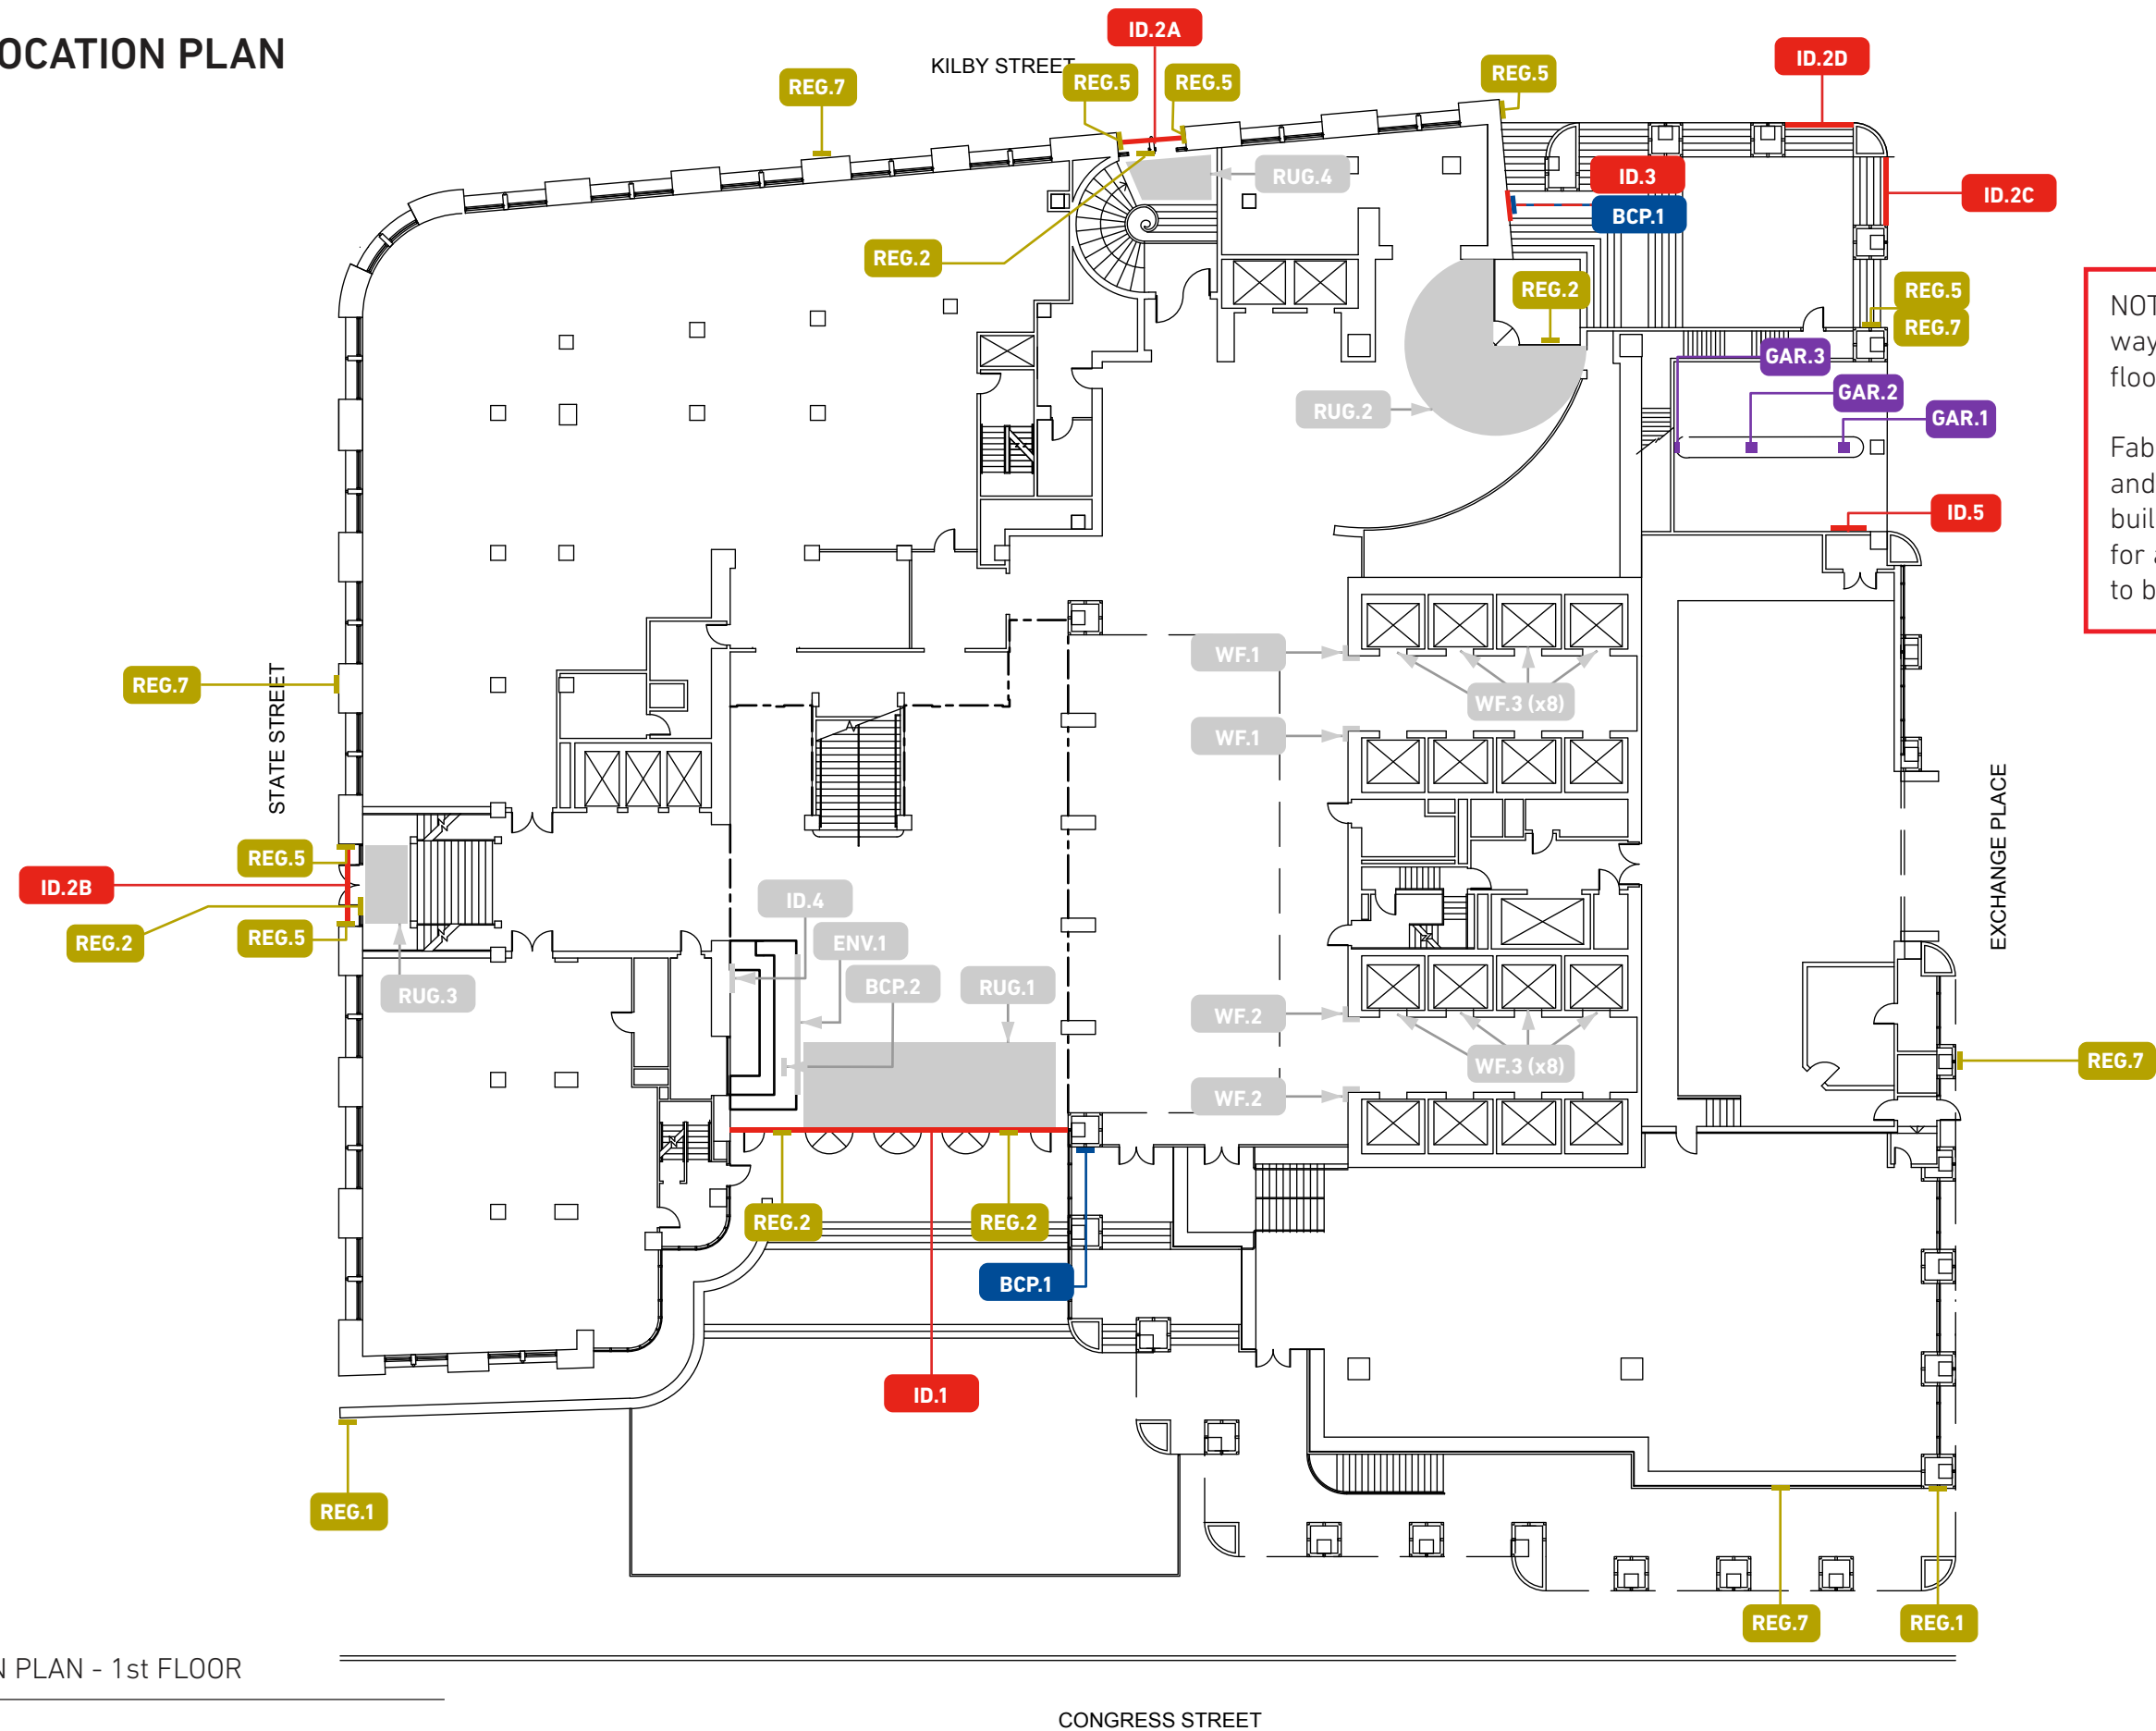 OCATION PLAN
KILBY STREET
ID.2A
ID.2D
REG.7
REG.5
REG.5
REG.5
RUG.4
ID.3
BCP.1
ID.2C
REG.2
REG.2
REG.5
REG.7
GAR.3
GAR.2
GAR.1
RUG.2
ID.5
NOT
way
floo
Fab
and
buil
for a
to b
REG.7
STATE STREET
WF.1
WF.3 (x8)
WF.1
EXCHANGE PLACE
REG.5
ID.2B
REG.2
REG.5
ID.4
ENV.1
BCP.2
RUG.1
RUG.3
WF.2
WF.3 (x8)
WF.2
REG.7
REG.2
REG.2
BCP.1
ID.1
REG.1
REG.7
REG.1
N PLAN - 1st FLOOR
CONGRESS STREET